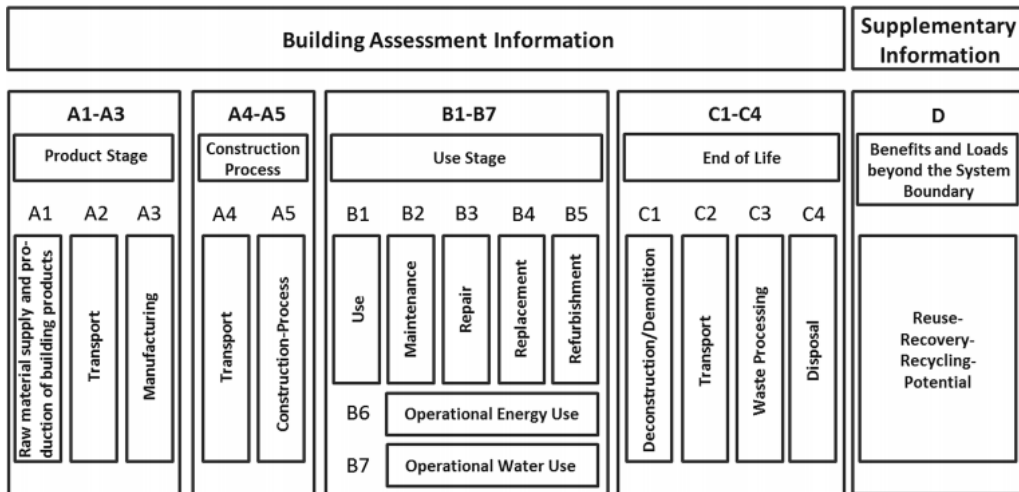 Building Assessment Information
Supplementary
Information
A1-A3
Product Stage
A1
A2
A3
Raw material supply and pro-
duction of building products
Transport
Manufacturing
A4-A5
Construction
Process
A4
A5
Transport
Construction-Process
B1-B7
Use Stage
B1
B2
B3
B4
B5
Use
Maintenance
Repair
Replacement
Refurbishment
B6
Operational Energy Use
B7
Operational Water Use
C1-C4
End of Life
C1
C2
C3
C4
Deconstruction/Demolition
Transport
Waste Processing
Disposal
D
Benefits and Loads
beyond the System
Boundary
Reuse-
Recovery-
Recycling-
Potential